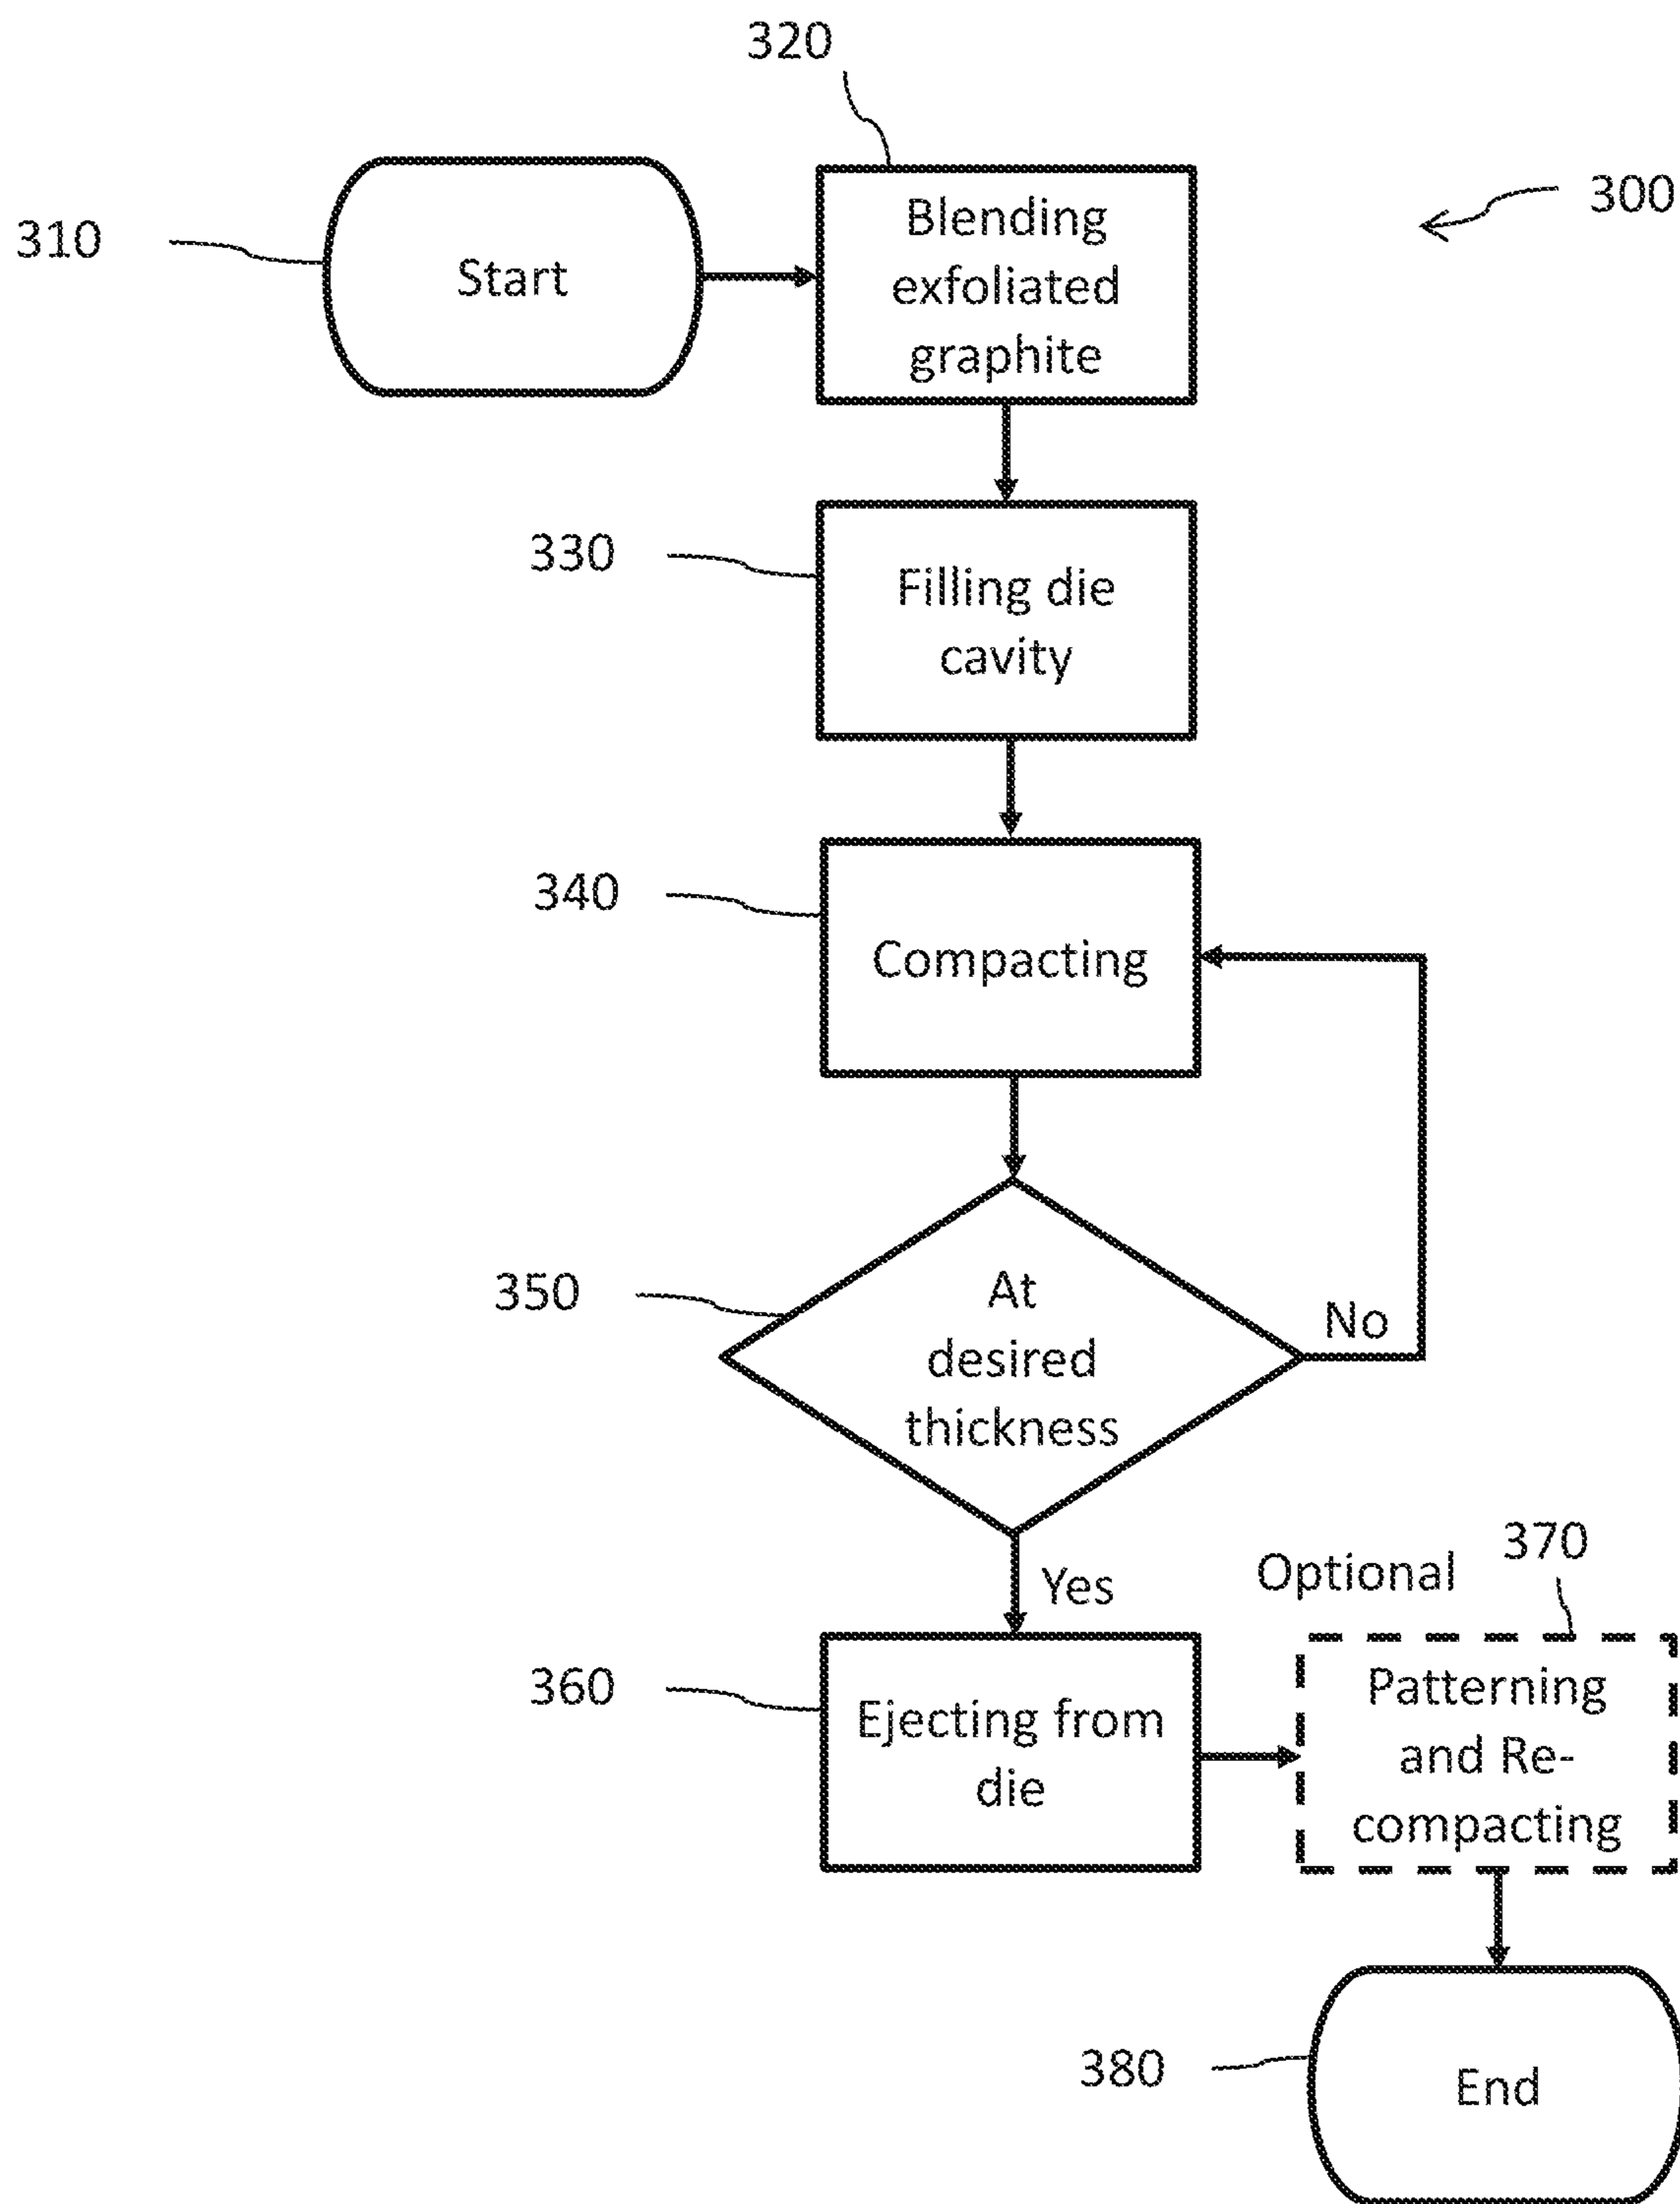 320
300
310
Start
Blending
exfoliated
graphite
330
Filling die
cavity
340
Compacting
350
At
desired
thickness
No
Yes
Optional
370
360
Ejecting from
die
Patterning
and Re-
compacting
380
End